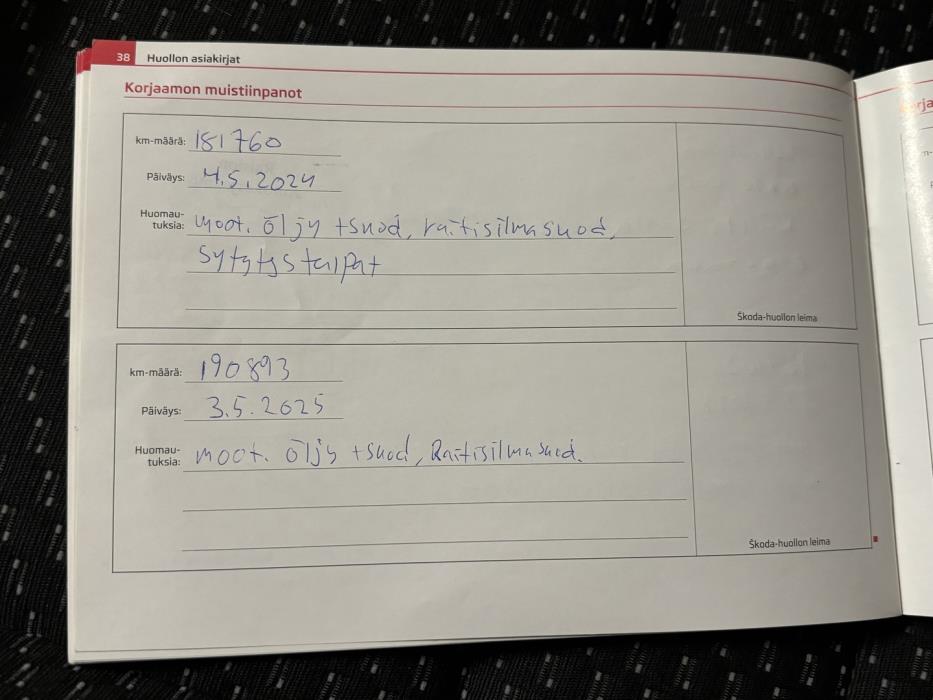 38 Huollon asiakirjat
Korjaamon muistiinpanot
km-määrä: 181760
Päiväys: 4.5.2024
Huomau-
tuksia: moot. öljy +suod, raitisilmasuod,
sytytystulpat
Škoda-huollon leima
km-määrä: 190893
Päiväys: 3.5.2025
Huomau-
tuksia: moot. öljy +suod, Raitisilmasuod.
Škoda-huollon leima